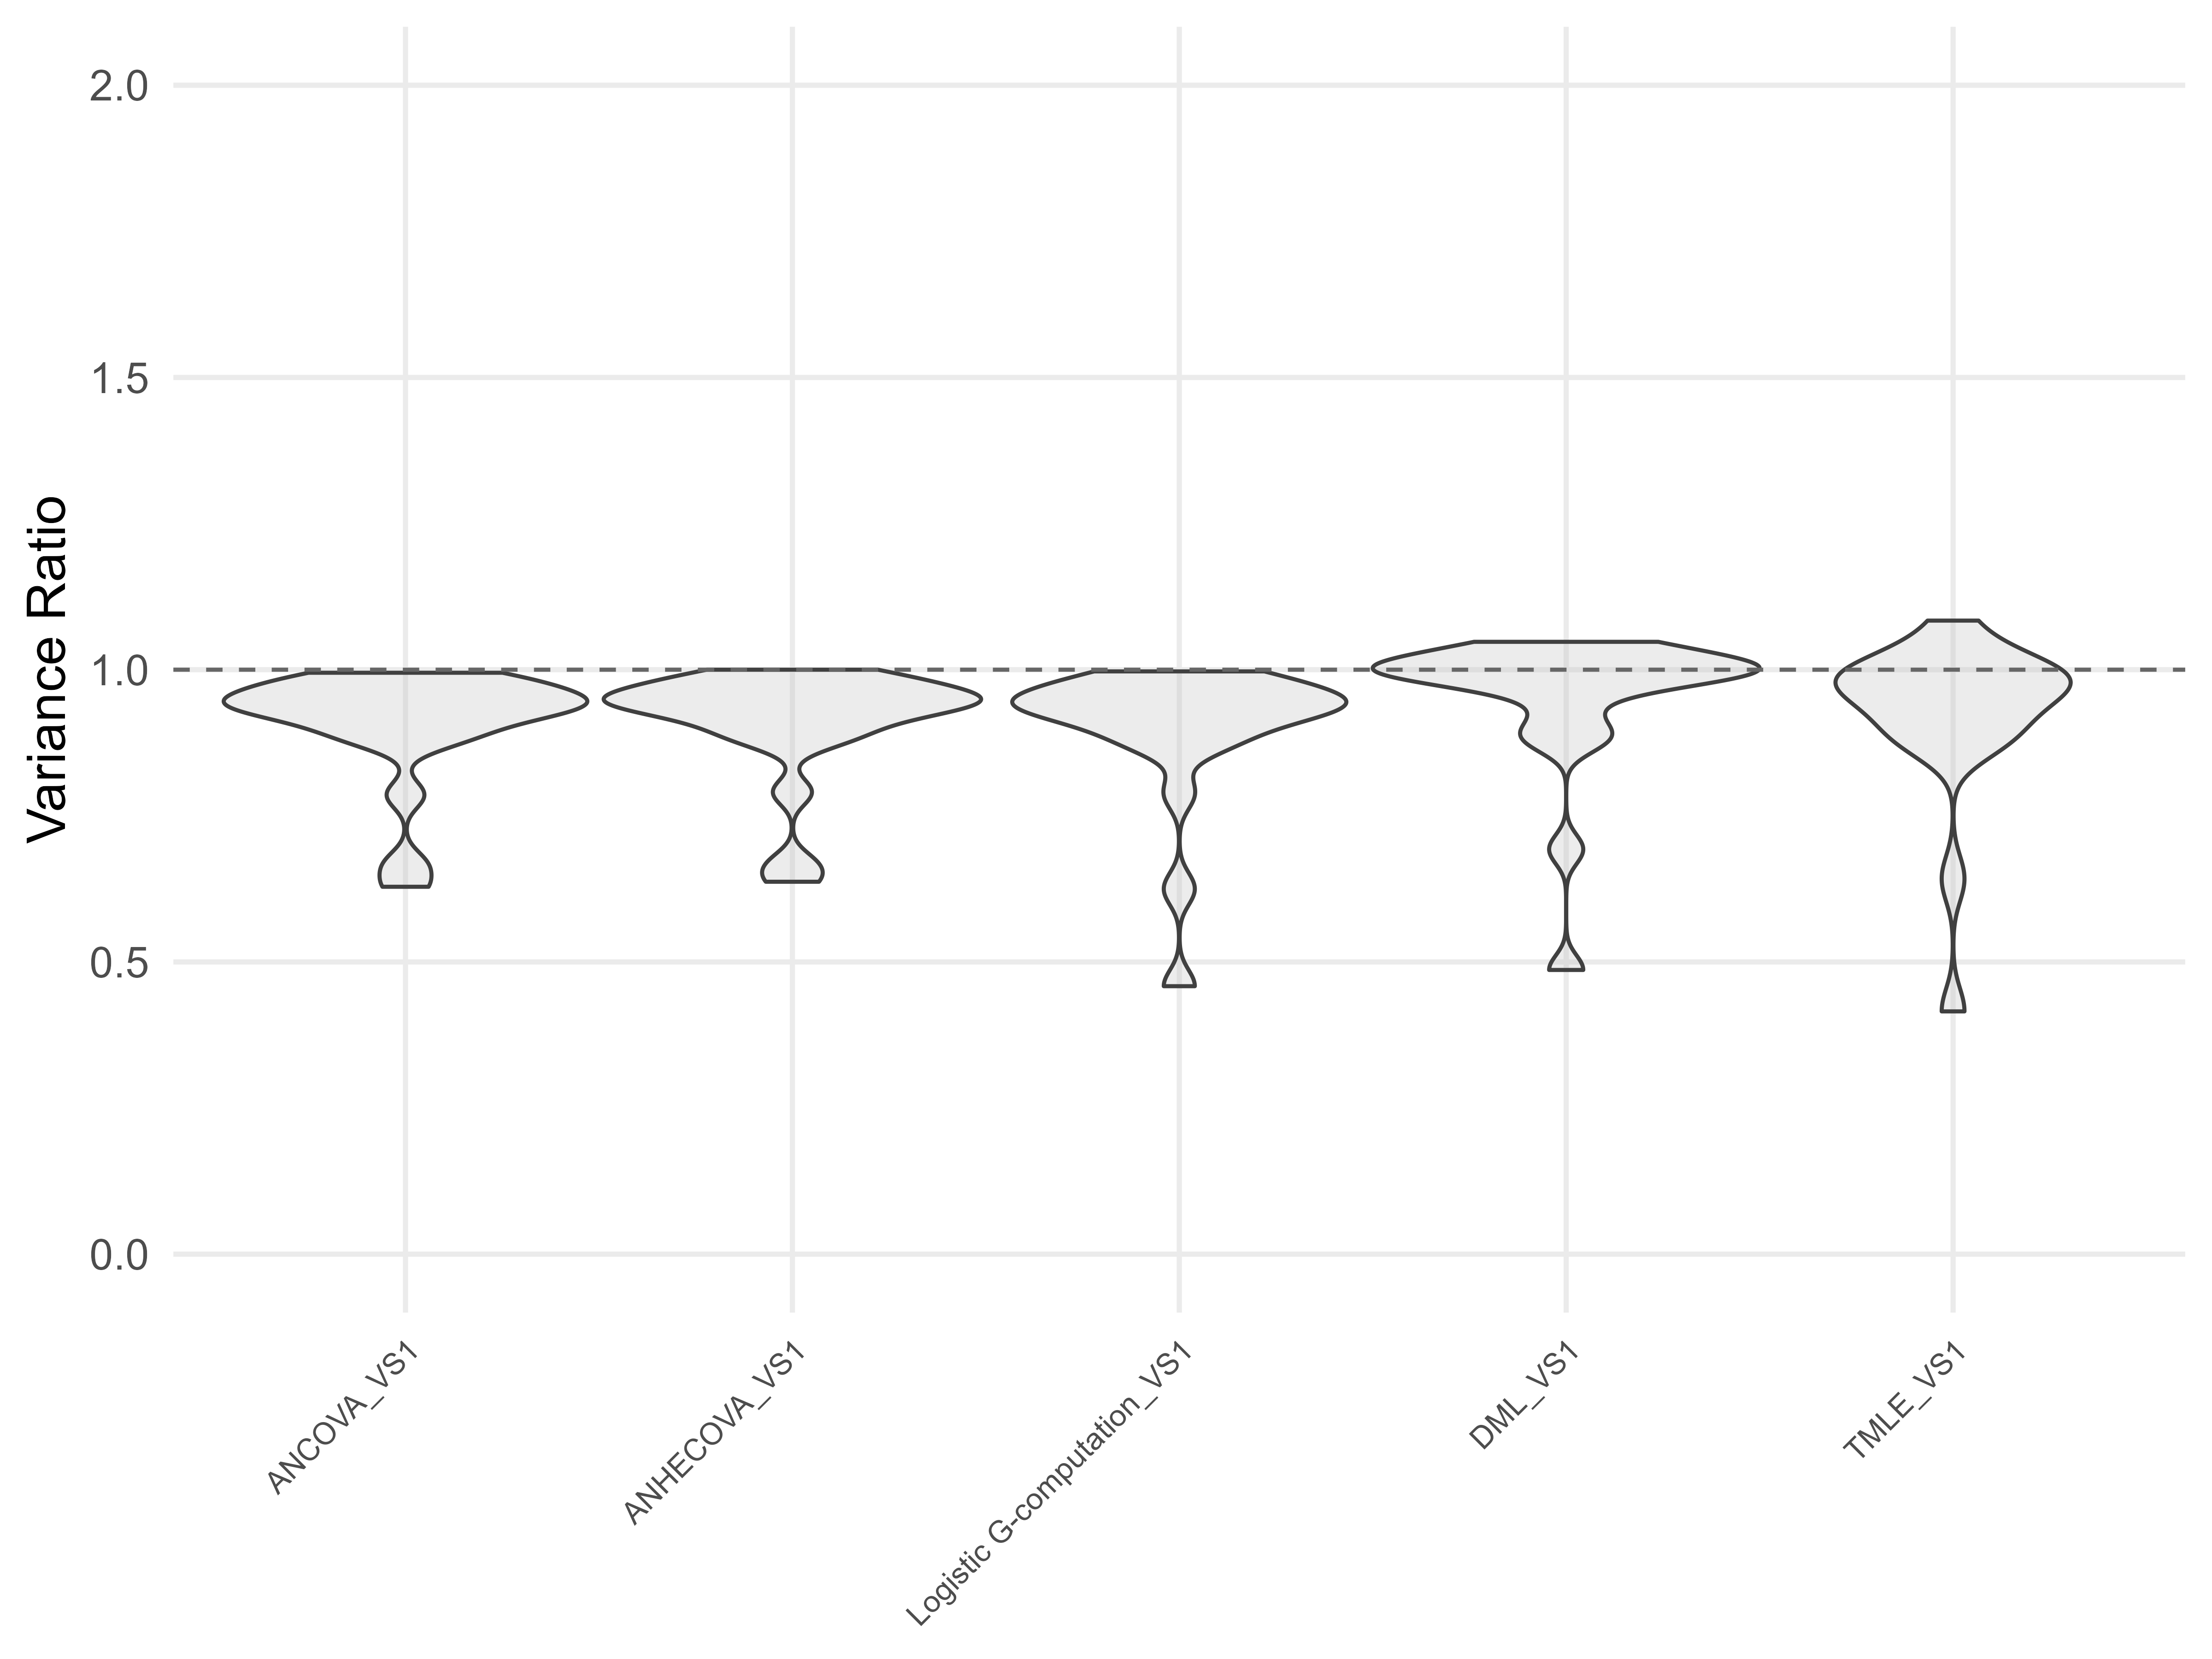 Variance Ratio
2.0
1.5
1.0
0.5
0.0
ANCOVA_VS1
ANHECOVA_VS1
Logistic G-computation_VS1
DML_VS1
TMLE_VS1